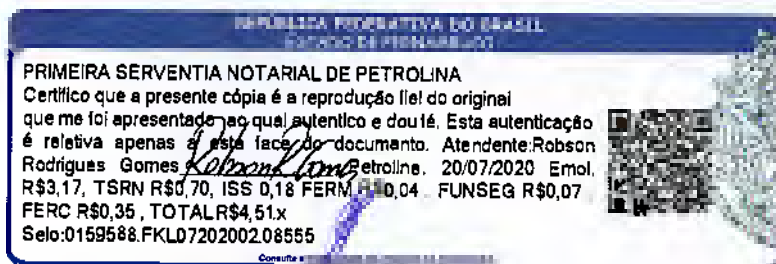 REPÚBLICA FEDERATIVA DO BRASIL
ESTADO DE PERNAMBUCO
PRIMEIRA SERVENTIA NOTARIAL DE PETROLINA
Certifico que a presente cópia é a reprodução fiel do original
que me foi apresentado ao qual autentico e dou fé. Esta autenticação
é relativa apenas a esta face do documento. Atendente:Robson
Rodrigues Gomes Petrolina, 20/07/2020 Emol.
R$3,17, TSRN R$0,70, ISS 0,18 FERM R$0,04 . FUNSEG R$0,07
FERC R$0,35 , TOTALR$4,51.x
Selo:0159588.FKL07202002.08555
Consulte a